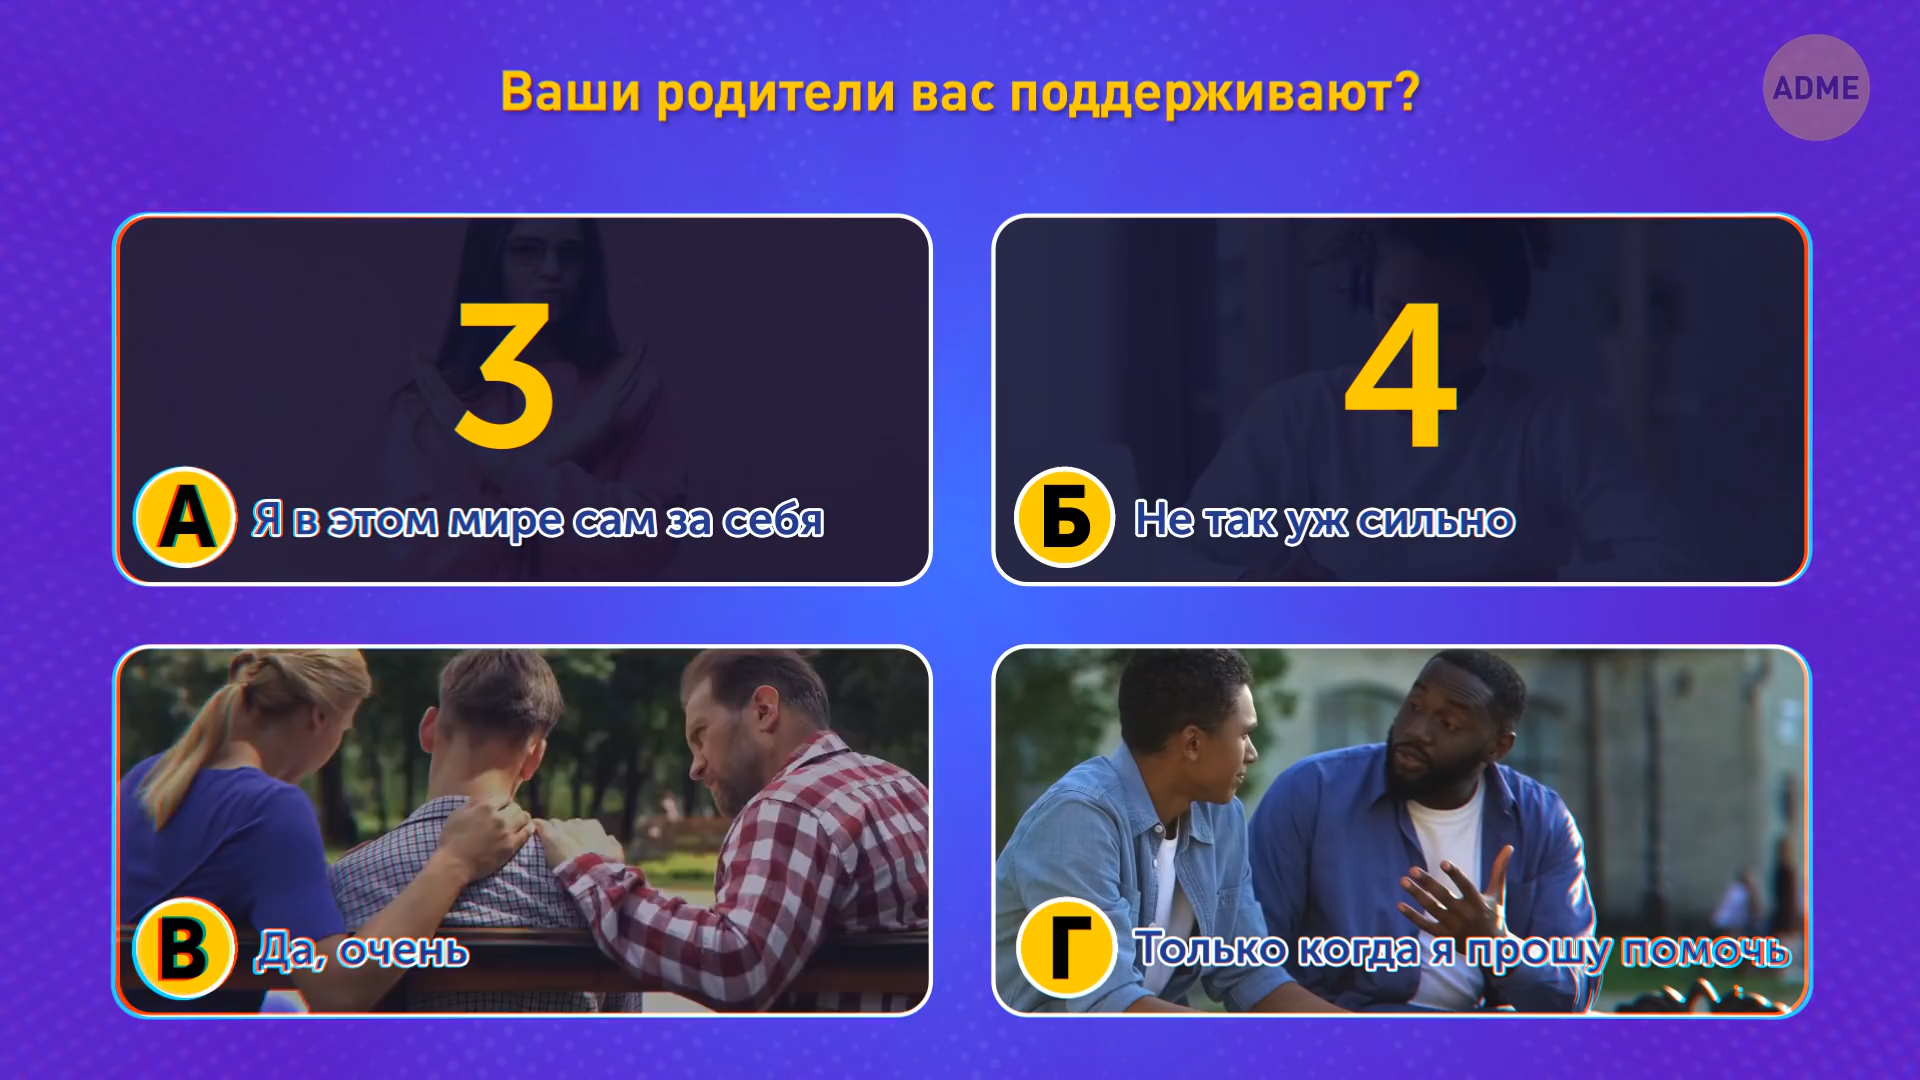 Ваши родители вас поддерживают?
ADME
3
4
А Я в этом мире сам за себя
Б Не так уж сильно
В Да, очень
Г Только когда я прошу помочь